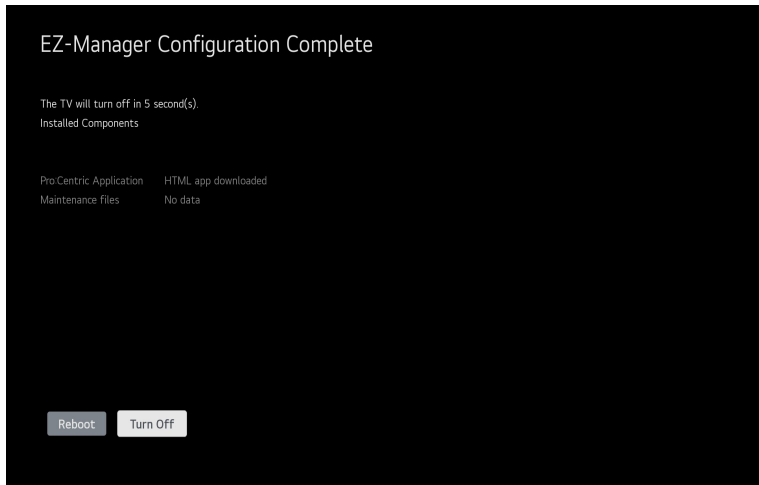 EZ-Manager Configuration Complete
The TV will turn off in 5 second(s).
Installed Components
Pro:Centric Application HTML app downloaded
Maintenance files No data
Reboot Turn Off